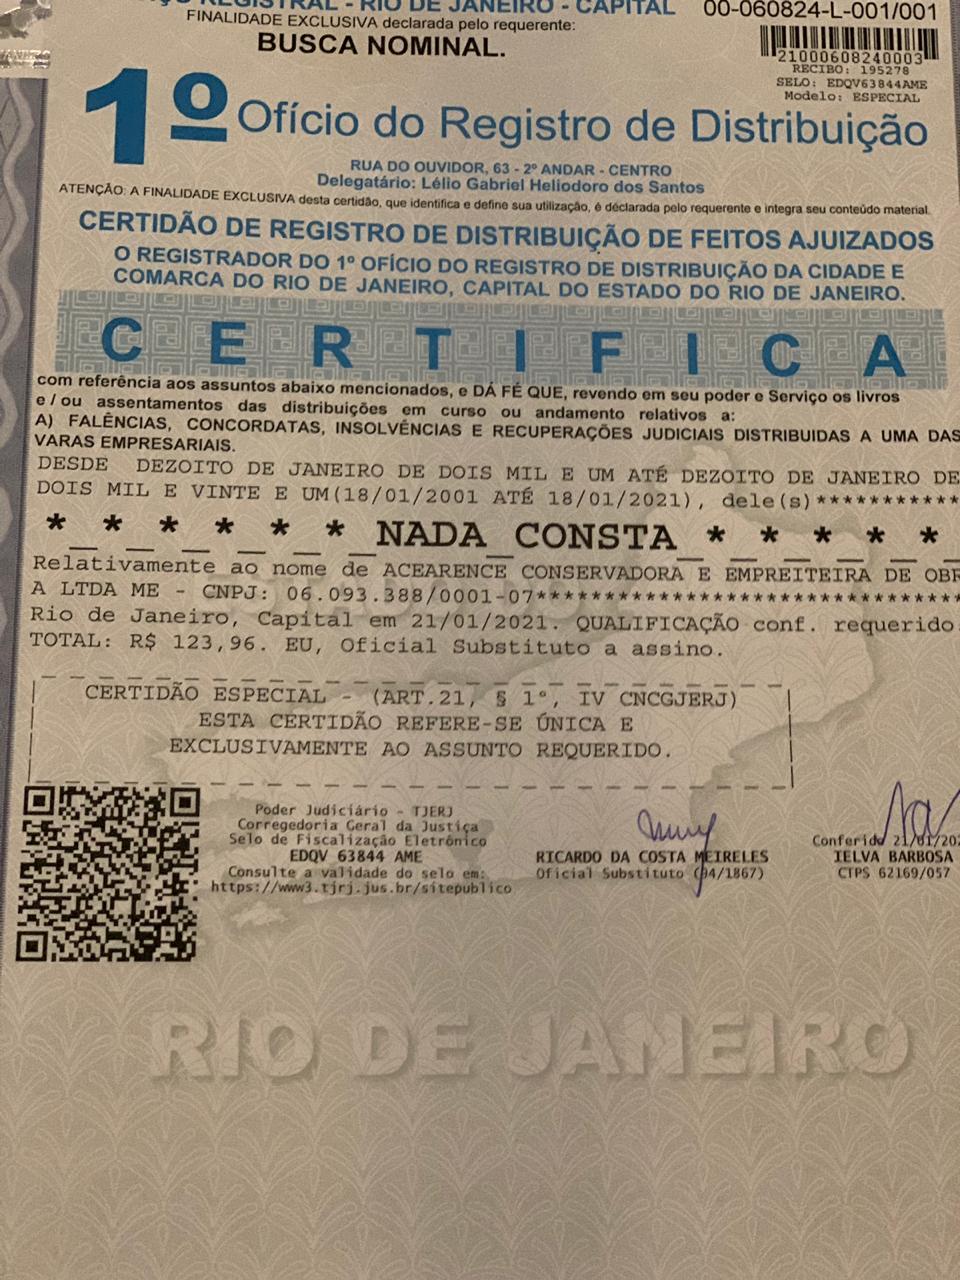 REGISTRAL - RIO DE JANEIRO - CAPITAL 00-060824-L-001/001
FINALIDADE EXCLUSIVA declarada pelo requerente:
BUSCA NOMINAL.
21000608240003
RECIBO: 195278
SELO: EDQV63844AME
Modelo: ESPECIAL
1º Ofício do Registro de Distribuição
RUA DO OUVIDOR, 63 - 2º ANDAR - CENTRO
Delegatário: Lélio Gabriel Heliodoro dos Santos
ATENÇÃO: A FINALIDADE EXCLUSIVA desta certidão, que identifica e define sua utilização, é declarada pelo requerente e integra seu conteúdo material.
CERTIDÃO DE REGISTRO DE DISTRIBUIÇÃO DE FEITOS AJUIZADOS
O REGISTRADOR DO 1º OFÍCIO DO REGISTRO DE DISTRIBUIÇÃO DA CIDADE E
COMARCA DO RIO DE JANEIRO, CAPITAL DO ESTADO DO RIO DE JANEIRO.
C E R T I F I C A
com referência aos assuntos abaixo mencionados, e DÁ FÉ QUE, revendo em seu poder e Serviço os livros
e / ou assentamentos das distribuições em curso ou andamento relativos a:
A) FALÊNCIAS, CONCORDATAS, INSOLVÊNCIAS E RECUPERAÇÕES JUDICIAIS DISTRIBUIDAS A UMA DAS
VARAS EMPRESARIAIS.
DESDE DEZOITO DE JANEIRO DE DOIS MIL E UM ATÉ DEZOITO DE JANEIRO DE
DOIS MIL E VINTE E UM(18/01/2001 ATÉ 18/01/2021), dele(s)***********
* * * * * * NADA CONSTA * * * * *
Relativamente ao nome de ACEARENCE CONSERVADORA E EMPREITEIRA DE OBR
A LTDA ME - CNPJ: 06.093.388/0001-07********************************
Rio de Janeiro, Capital em 21/01/2021. QUALIFICAÇÃO conf. requerido.
TOTAL: R$ 123,96. EU, Oficial Substituto a assino.
CERTIDÃO ESPECIAL - (ART.21, § 1°, IV CNCGJERJ)
ESTA CERTIDÃO REFERE-SE ÚNICA E
EXCLUSIVAMENTE AO ASSUNTO REQUERIDO.
Poder Judiciário - TJERJ
Corregedoria Geral da Justiça
Selo de Fiscalização Eletrônico
EDQV 63844 AME
Consulte a validade do selo em:
https://www3.tjrj.jus.br/sitepublico
RICARDO DA COSTA MEIRELES
Oficial Substituto (94/1867)
Conferido 21/01/202
IELVA BARBOSA
CTPS 62169/057
RIO DE JANEIRO